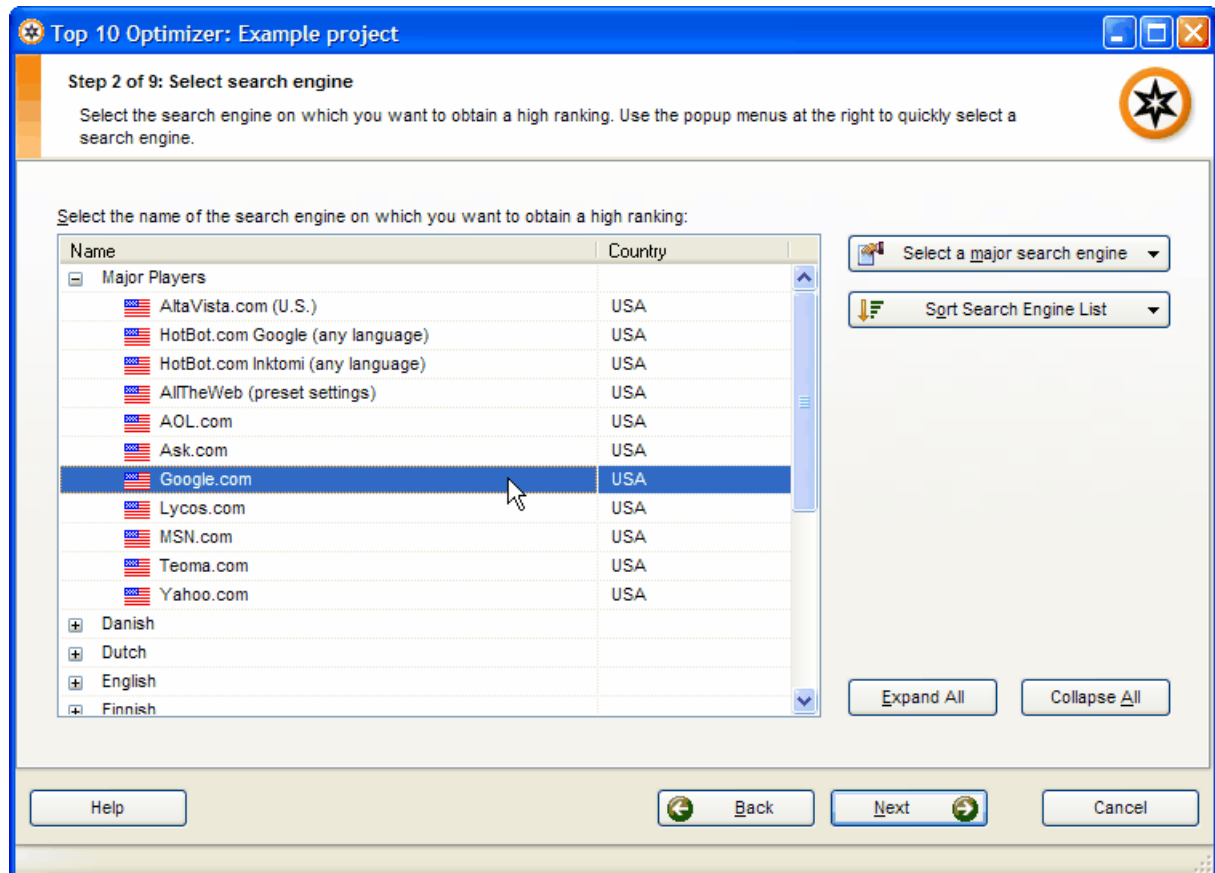 Top 10 Optimizer: Example project
Step 2 of 9: Select search engine
Select the search engine on which you want to obtain a high ranking. Use the popup menus at the right to quickly select a
search engine.
Select the name of the search engine on which you want to obtain a high ranking:
Name Country
Select a major search engine
Major Players
AltaVista.com (U.S.) USA
Sort Search Engine List
HotBot.com Google (any language) USA
HotBot.com Inktomi (any language) USA
AllTheWeb (preset settings) USA
AOL.com USA
Ask.com USA
Google.com USA
Lycos.com USA
MSN.com USA
Teoma.com USA
Yahoo.com USA
Danish
Dutch
English
Finnish
Expand All Collapse All
Help Back Next Cancel